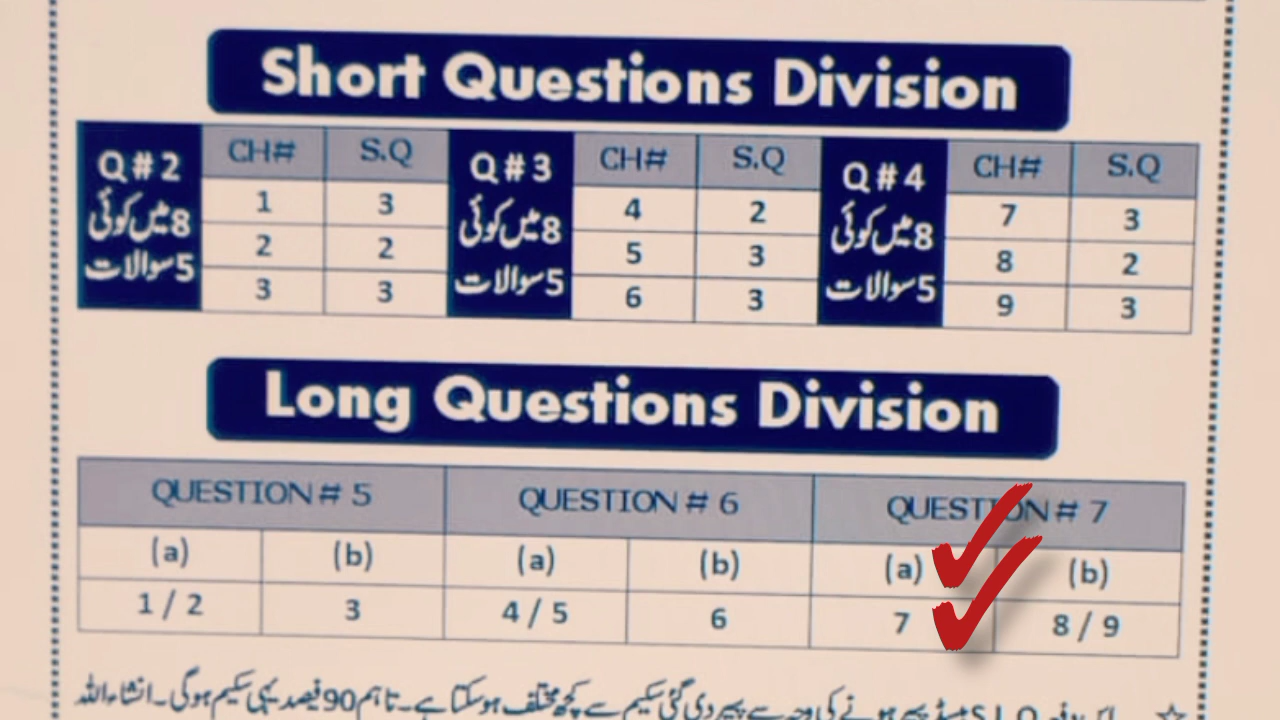 Short Questions Division
Q # 2 CH# S.Q Q # 3 CH# S.Q Q # 4 CH# S.Q
8 میں کوئی 1 3 8 میں کوئی 4 2 8 میں کوئی 7 3
5 سوالات 2 2 5 سوالات 5 3 5 سوالات 8 2
3 3 6 3 9 3
Long Questions Division
QUESTION # 5 QUESTION # 6 QUESTION # 7
(a) (b) (a) (b) (a) (b)
1 / 2 3 4 / 5 6 7 8 / 9
پیپر ہونے کی وجہ سے پیپر دی گئی سکیم سے کچھ مختلف ہو سکتا ہے۔ تاہم 90 فیصد یہی سکیم ہوگی۔ انشاءاللہ